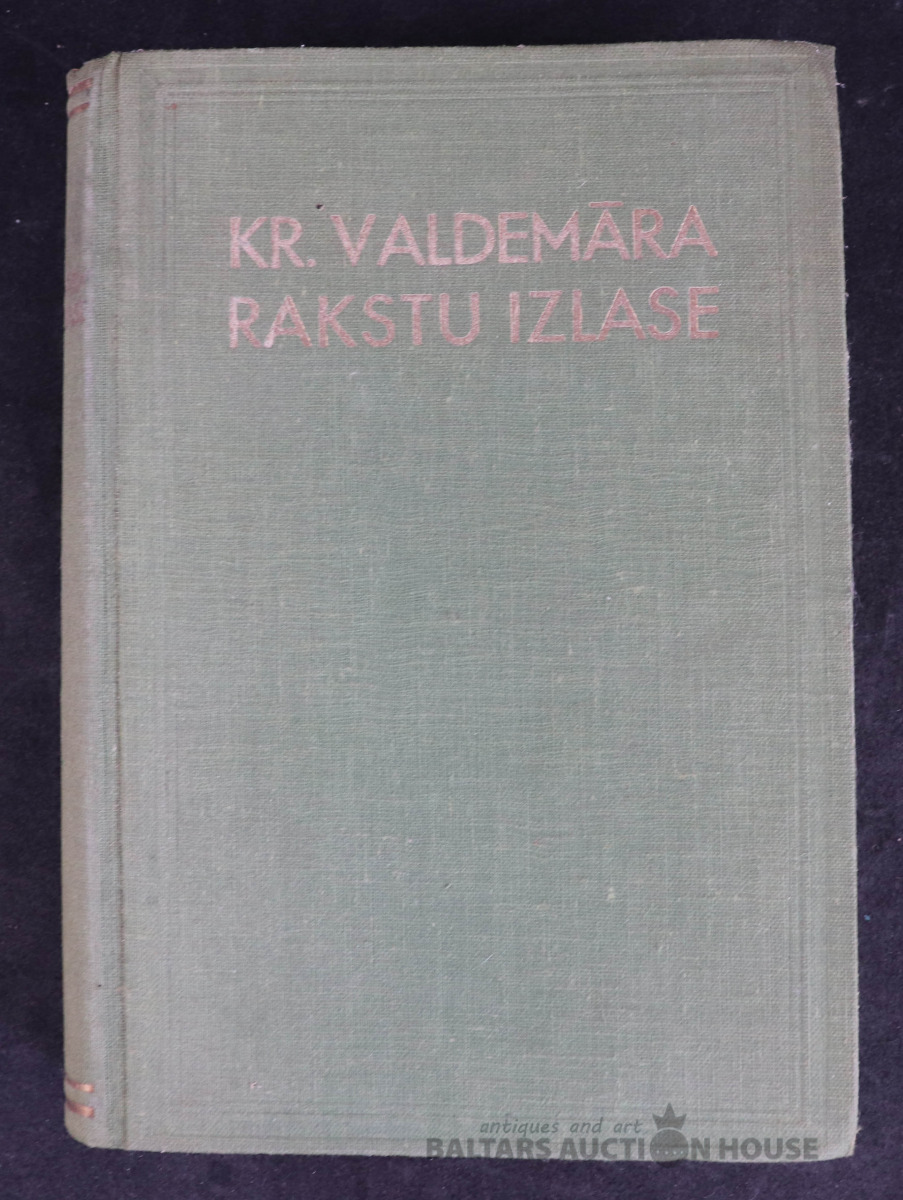 KR. VALDEMĀRA
RAKSTU IZLASE
antiques and art
BALTARS AUCTION HOUSE